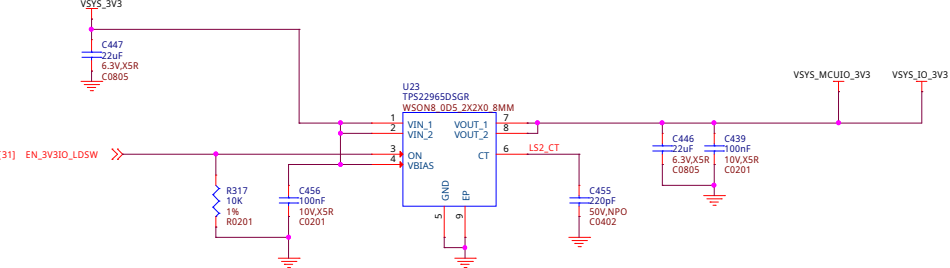 VSYS_3V3
C447
22uF
6.3V,X5R
C0805
U23
TPS22965DSGR
WSON8_0D5_2X2X0_8MM
1 VIN_1
2 VIN_2
3 ON
4 VBIAS
VOUT_1 7
VOUT_2 8
CT 6
GND 5
EP 9
LS2_CT
[31] EN_3V3IO_LDSW
R317
10K
1%
R0201
C456
100nF
10V,X5R
C0201
C455
220pF
50V,NPO
C0402
VSYS_MCUIO_3V3
VSYS_IO_3V3
C446
22uF
6.3V,X5R
C0805
C439
100nF
10V,X5R
C0201